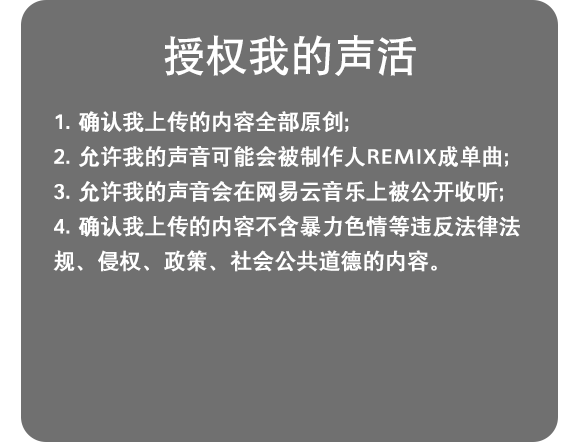 授权我的声活
1. 确认我上传的内容全部原创;
2. 允许我的声音可能会被制作人REMIX成单曲;
3. 允许我的声音会在网易云音乐上被公开收听;
4. 确认我上传的内容不含暴力色情等违反法律法
规、侵权、政策、社会公共道德的内容。